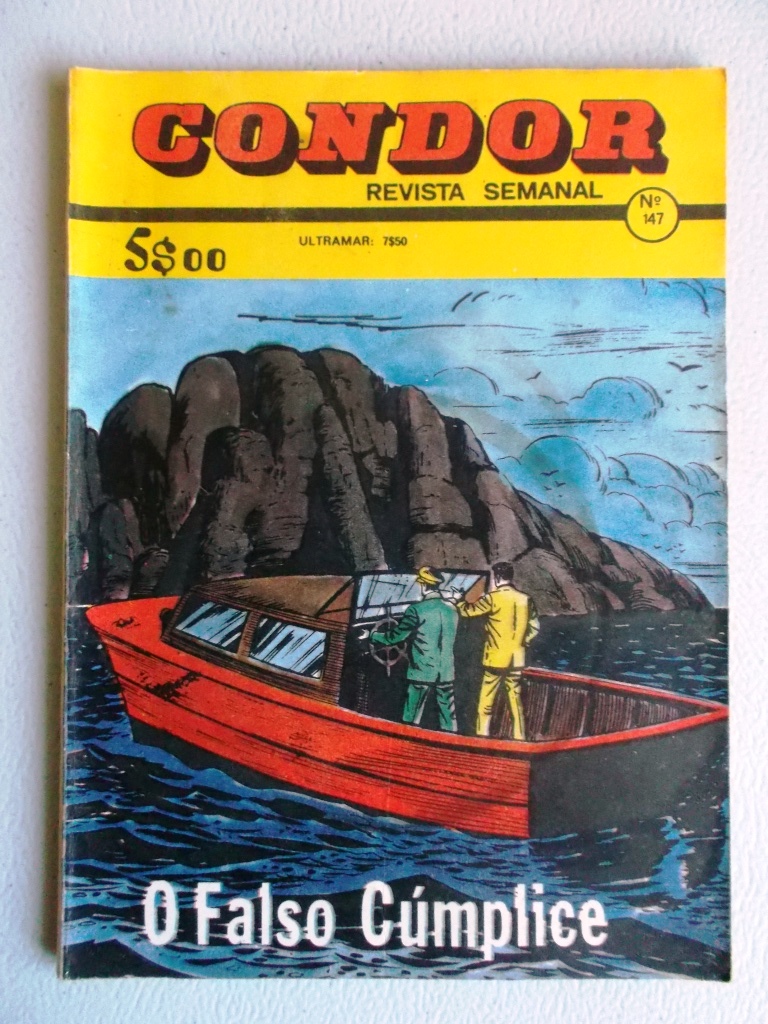 CONDOR
REVISTA SEMANAL
Nº
147
5$00
ULTRAMAR: 7$50
O Falso Cúmplice